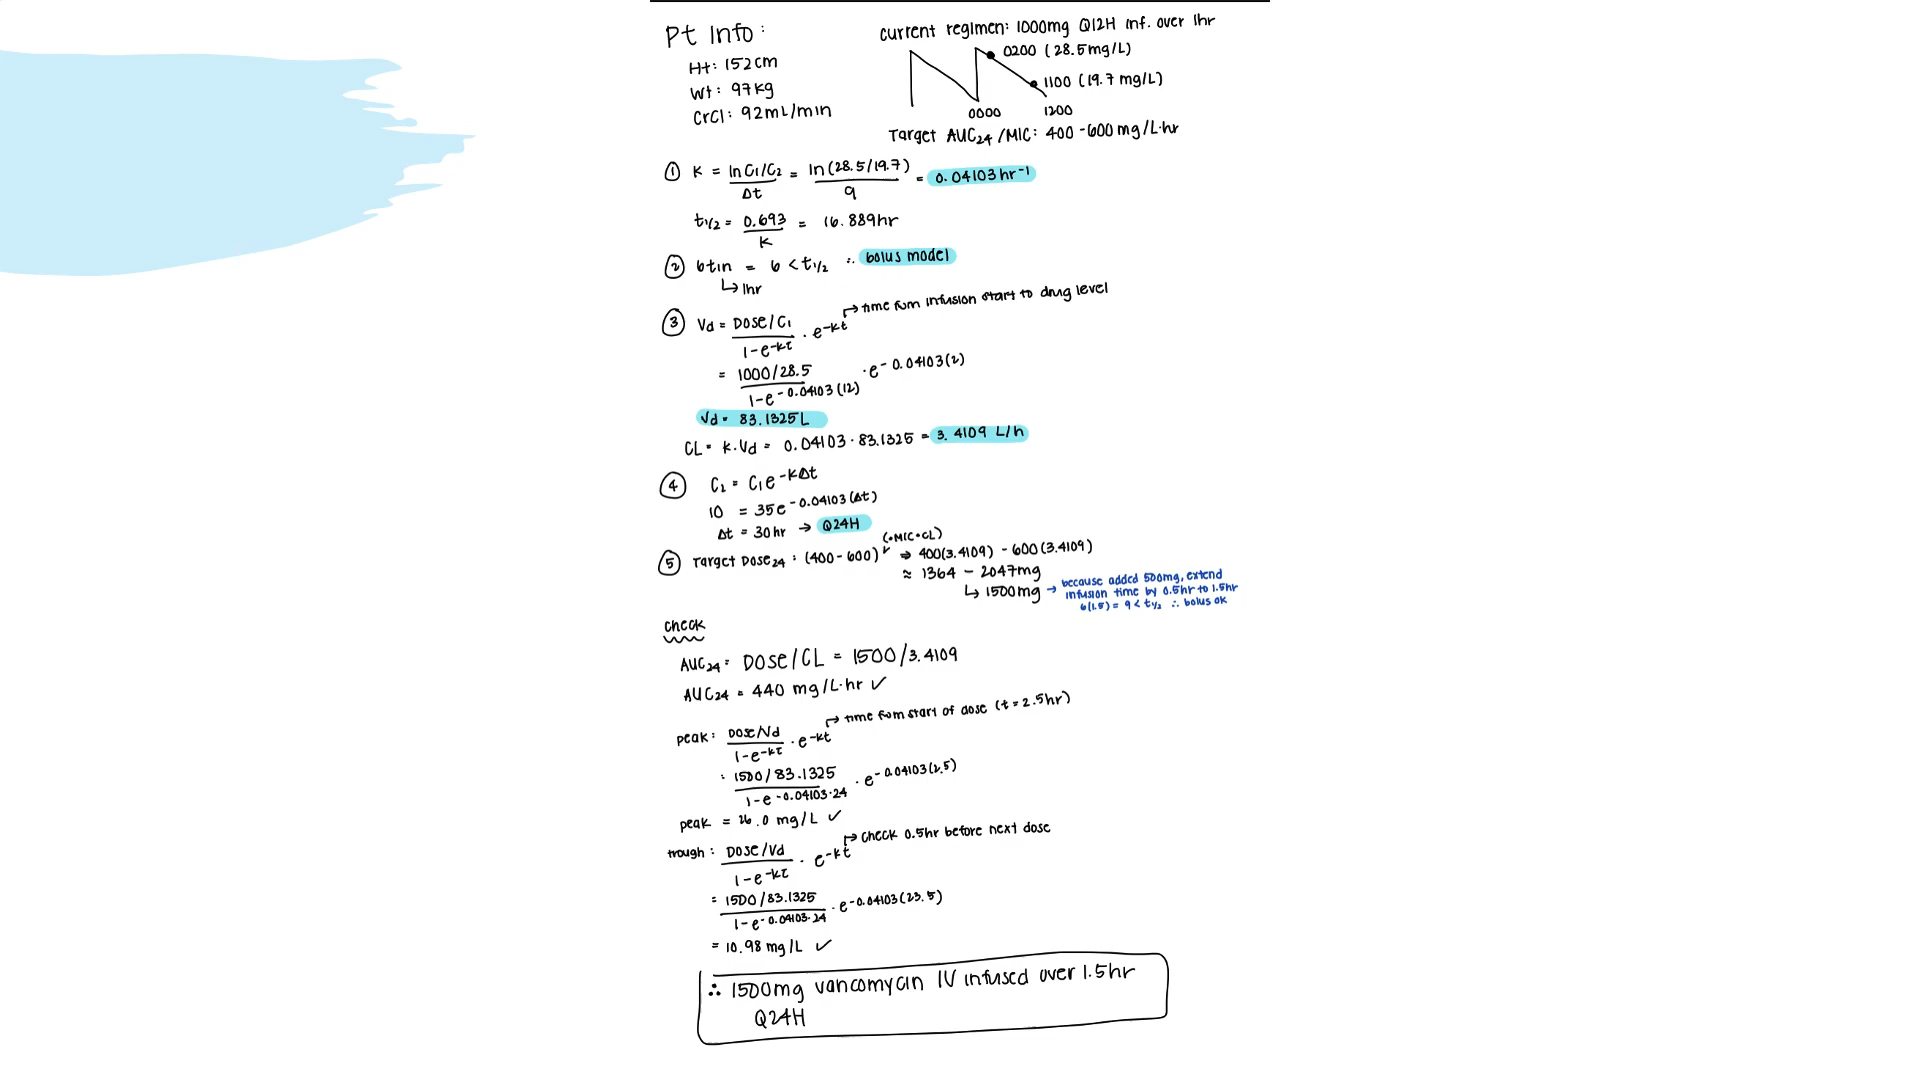 Pt Info:
Ht: 152cm
Wt: 97kg
CrCl: 92mL/min
current regimen: 1000mg Q12H inf. over 1hr
0200 (28.5mg/L)
1100 (19.7 mg/L)
0000
1200
Target AUC24/MIC: 400-600mg/L·hr
① K = ln C1/C2 / Δt = ln(28.5/19.7) / 9 = 0.04103 hr⁻¹
t1/2 = 0.693 / K = 16.889hr
② 6tin = 6 < t1/2 ∴ bolus model
↳ 1hr
③ Vd = Dose/C1 / 1-e^-kτ · e^-kt → time from infusion start to drug level
= 1000/28.5 / 1-e^-0.04103(12) · e^-0.04103(2)
Vd = 83.1325L
CL = K·Vd = 0.04103·83.1325 = 3.4109 L/h
④ C2 = C1e^-KΔt
10 = 35e^-0.04103(Δt)
Δt = 30hr → Q24H
⑤ Target Dose24: (400-600) (·MIC·CL) ⇒ 400(3.4109) - 600(3.4109)
≈ 1364 - 2047mg
↳ 1500mg → because added 500mg, extend
infusion time by 0.5hr to 1.5hr
6(1.5) = 9 < t1/2 ∴ bolus ok
check
AUC24 = DOSE/CL = 1500/3.4109
AUC24 = 440 mg/L·hr ✓
peak: Dose/Vd / 1-e^-kτ · e^-kt → time from start of dose (t = 2.5hr)
: 1500/83.1325 / 1-e^-0.04103·24 · e^-0.04103(2.5)
peak = 26.0 mg/L ✓
trough: Dose/Vd / 1-e^-kτ · e^-kt → check 0.5hr before next dose
= 1500/83.1325 / 1-e^-0.04103·24 · e^-0.04103(23.5)
= 10.98 mg/L ✓
∴ 1500mg vancomycin IV infused over 1.5hr
Q24H